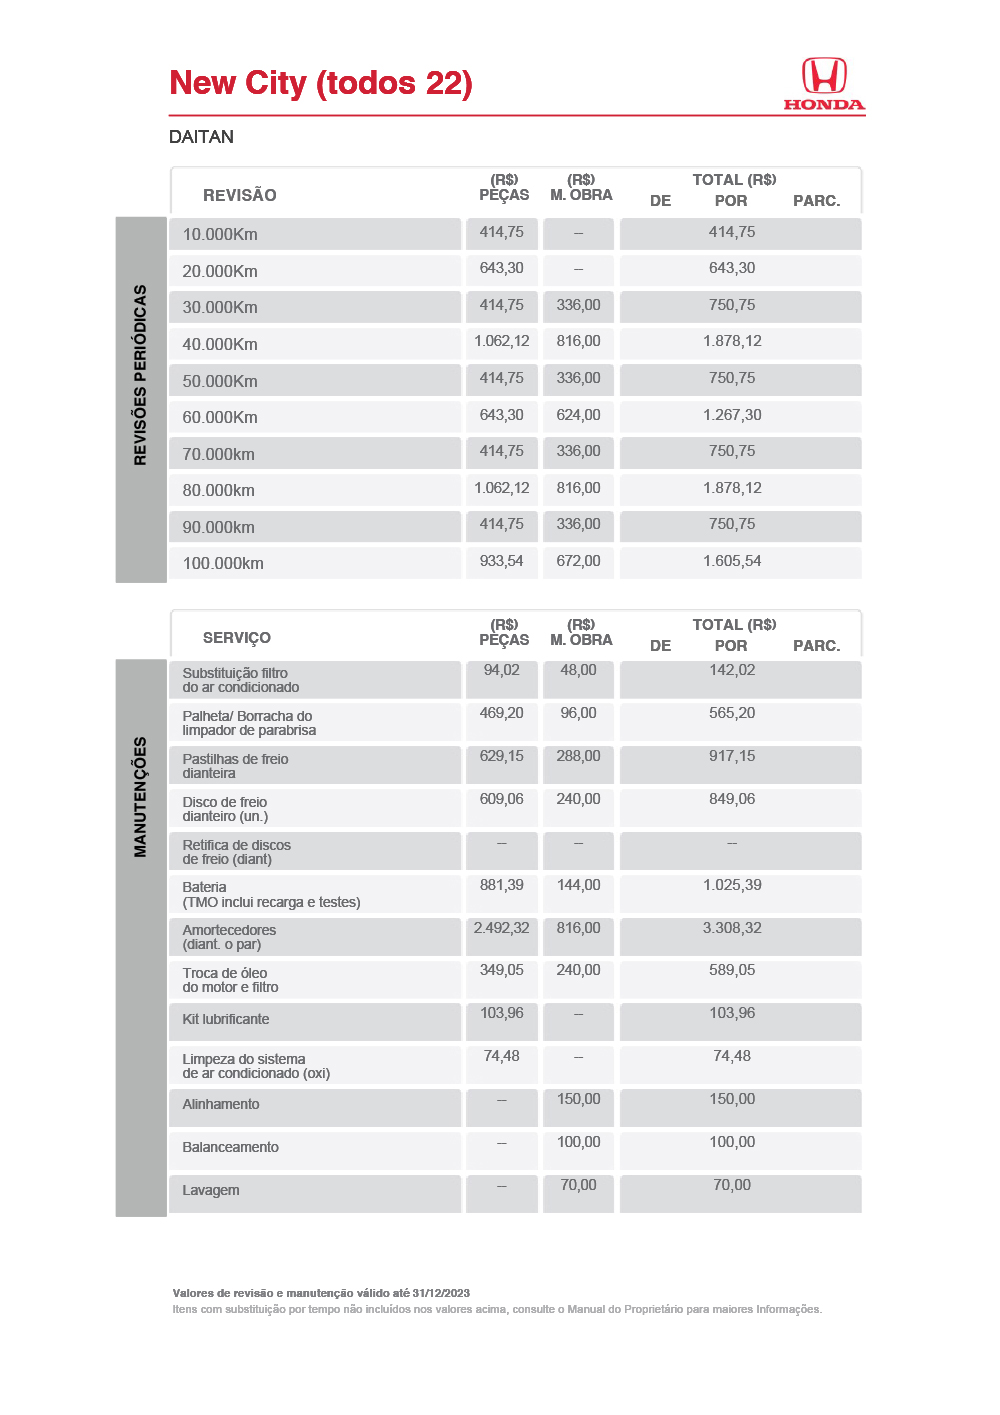 New City (todos 22)
HONDA
DAITAN
REVISÃO (R$) PEÇAS (R$) M. OBRA TOTAL (R$) DE POR PARC.
REVISÕES PERIÓDICAS
10.000Km 414,75 -- 414,75
20.000Km 643,30 -- 643,30
30.000Km 414,75 336,00 750,75
40.000Km 1.062,12 816,00 1.878,12
50.000Km 414,75 336,00 750,75
60.000Km 643,30 624,00 1.267,30
70.000km 414,75 336,00 750,75
80.000km 1.062,12 816,00 1.878,12
90.000km 414,75 336,00 750,75
100.000km 933,54 672,00 1.605,54
SERVIÇO (R$) PEÇAS (R$) M. OBRA TOTAL (R$) DE POR PARC.
MANUTENÇÕES
Substituição filtro 94,02 48,00 142,02
do ar condicionado
Palheta/ Borracha do 469,20 96,00 565,20
limpador de parabrisa
Pastilhas de freio 629,15 288,00 917,15
dianteira
Disco de freio 609,06 240,00 849,06
dianteiro (un.)
Retifica de discos -- -- --
de freio (diant)
Bateria 881,39 144,00 1.025,39
(TMO inclui recarga e testes)
Amortecedores 2.492,32 816,00 3.308,32
(diant. o par)
Troca de óleo 349,05 240,00 589,05
do motor e filtro
Kit lubrificante 103,96 -- 103,96
Limpeza do sistema 74,48 -- 74,48
de ar condicionado (oxi)
Alinhamento -- 150,00 150,00
Balanceamento -- 100,00 100,00
Lavagem -- 70,00 70,00
Valores de revisão e manutenção válido até 31/12/2023
Itens com substituição por tempo não incluídos nos valores acima, consulte o Manual do Proprietário para maiores Informações.